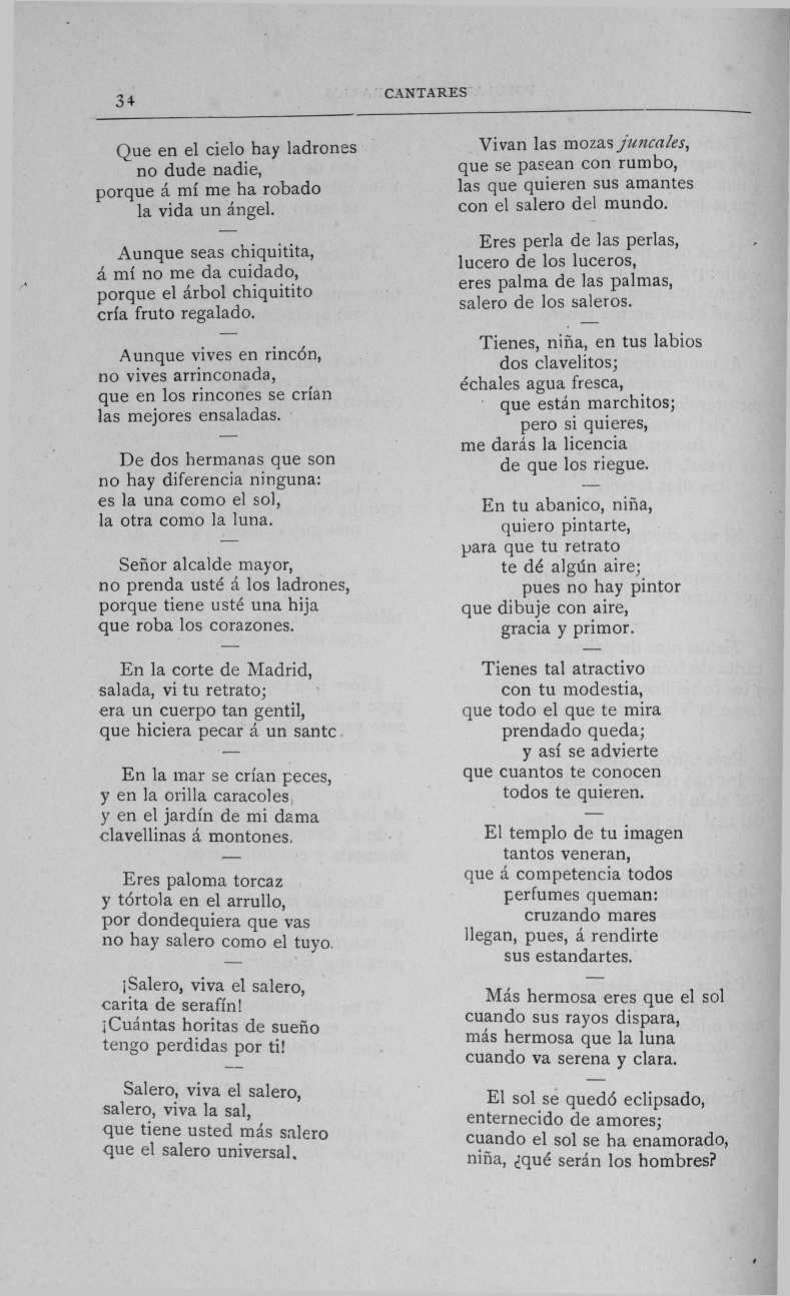 34
CANTARES
Que en el cielo hay ladrones
no dude nadie,
porque á mí me ha robado
la vida un ángel.
—
Aunque seas chiquitita,
á mí no me da cuidado,
porque el árbol chiquitito
cría fruto regalado.
—
Aunque vives en rincón,
no vives arrinconada,
que en los rincones se crían
las mejores ensaladas.
—
De dos hermanas que son
no hay diferencia ninguna:
es la una como el sol,
la otra como la luna.
—
Señor alcalde mayor,
no prenda usté á los ladrones,
porque tiene usté una hija
que roba los corazones.
—
En la corte de Madrid,
salada, vi tu retrato;
era un cuerpo tan gentil,
que hiciera pecar á un santo.
—
En la mar se crían peces,
y en la orilla caracoles,
y en el jardín de mi dama
clavellinas á montones.
—
Eres paloma torcaz
y tórtola en el arrullo,
por dondequiera que vas
no hay salero como el tuyo.
—
¡Salero, viva el salero,
carita de serafín!
¡Cuántas horitas de sueño
tengo perdidas por ti!
—
Salero, viva el salero,
salero, viva la sal,
que tiene usted más salero
que el salero universal.
Vivan las mozas juncales,
que se pasean con rumbo,
las que quieren sus amantes
con el salero del mundo.
Eres perla de las perlas,
lucero de los luceros,
eres palma de las palmas,
salero de los saleros.
—
Tienes, niña, en tus labios
dos clavelitos;
échales agua fresca,
que están marchitos;
pero si quieres,
me darás la licencia
de que los riegue.
—
En tu abanico, niña,
quiero pintarte,
para que tu retrato
te dé algún aire;
pues no hay pintor
que dibuje con aire,
gracia y primor.
—
Tienes tal atractivo
con tu modestia,
que todo el que te mira
prendado queda;
y así se advierte
que cuantos te conocen
todos te quieren.
—
El templo de tu imagen
tantos veneran,
que á competencia todos
perfumes queman:
cruzando mares
llegan, pues, á rendirte
sus estandartes.
—
Más hermosa eres que el sol
cuando sus rayos dispara,
más hermosa que la luna
cuando va serena y clara.
—
El sol se quedó eclipsado,
enternecido de amores;
cuando el sol se ha enamorado,
niña, ¿qué serán los hombres?